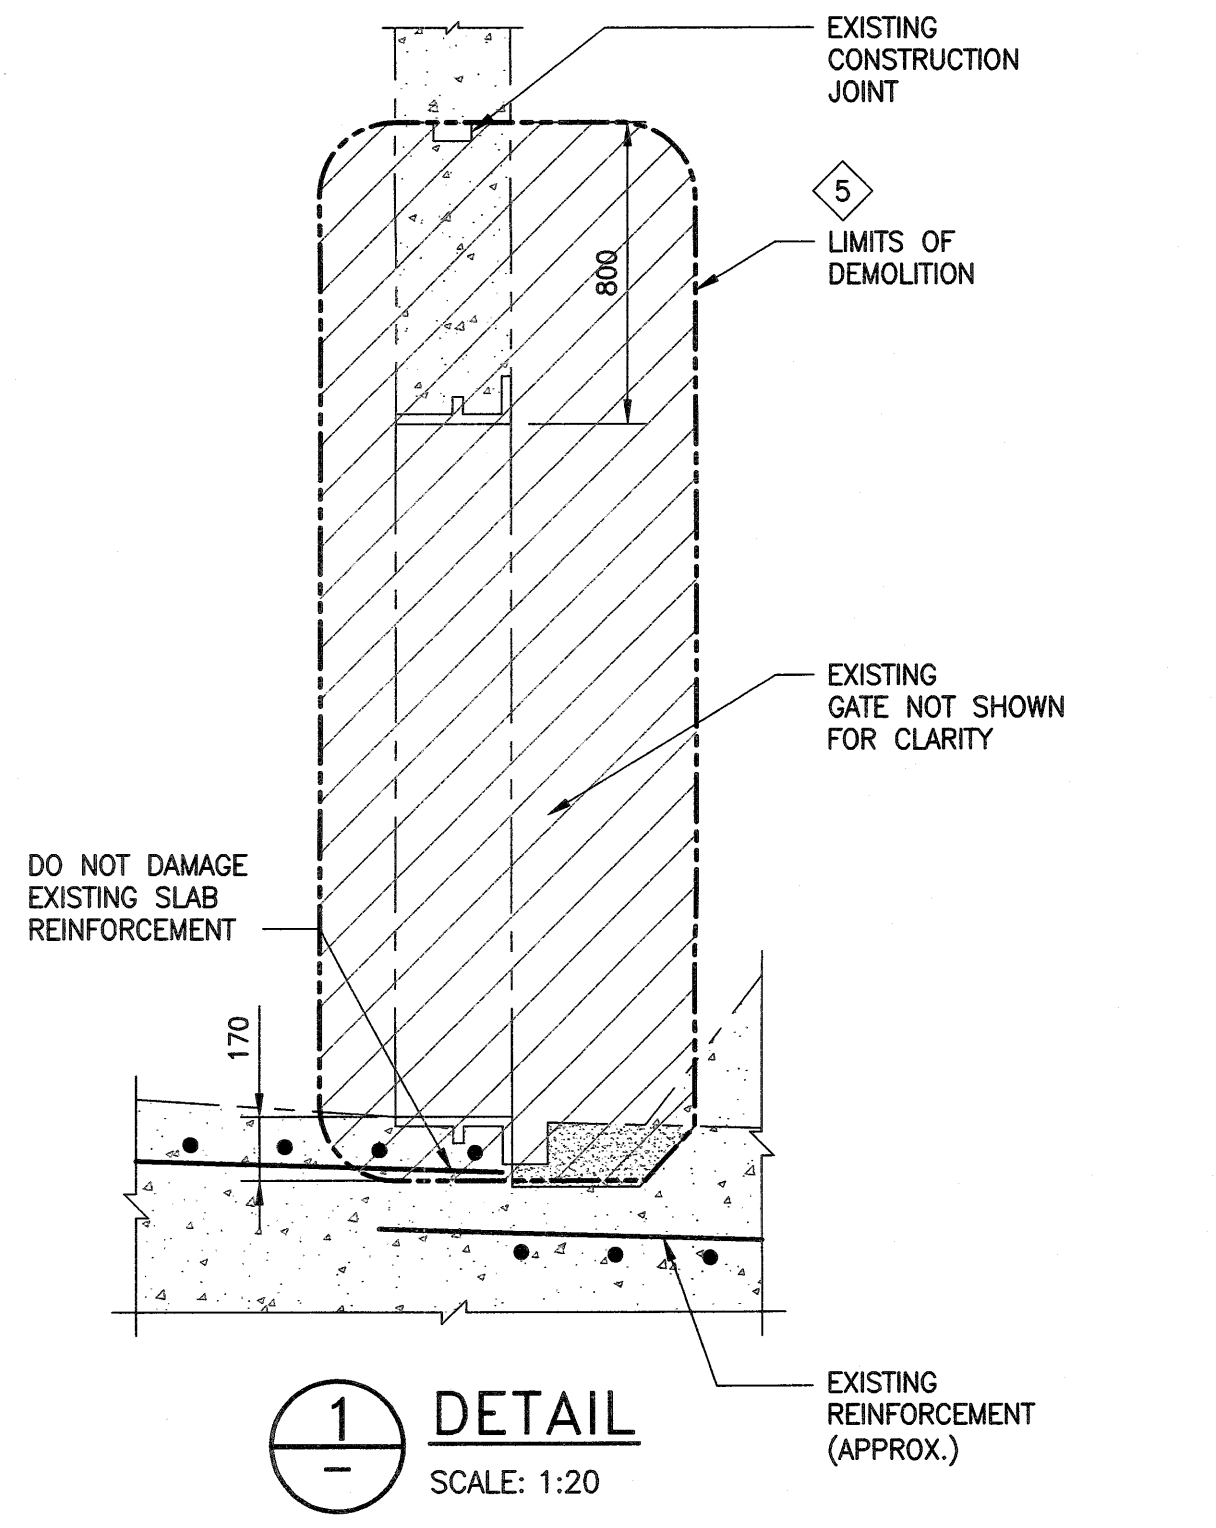 EXISTING
CONSTRUCTION
JOINT
5
LIMITS OF
DEMOLITION
800
EXISTING
GATE NOT SHOWN
FOR CLARITY
DO NOT DAMAGE
EXISTING SLAB
REINFORCEMENT
170
EXISTING
REINFORCEMENT
(APPROX.)
1
–
DETAIL
SCALE: 1:20